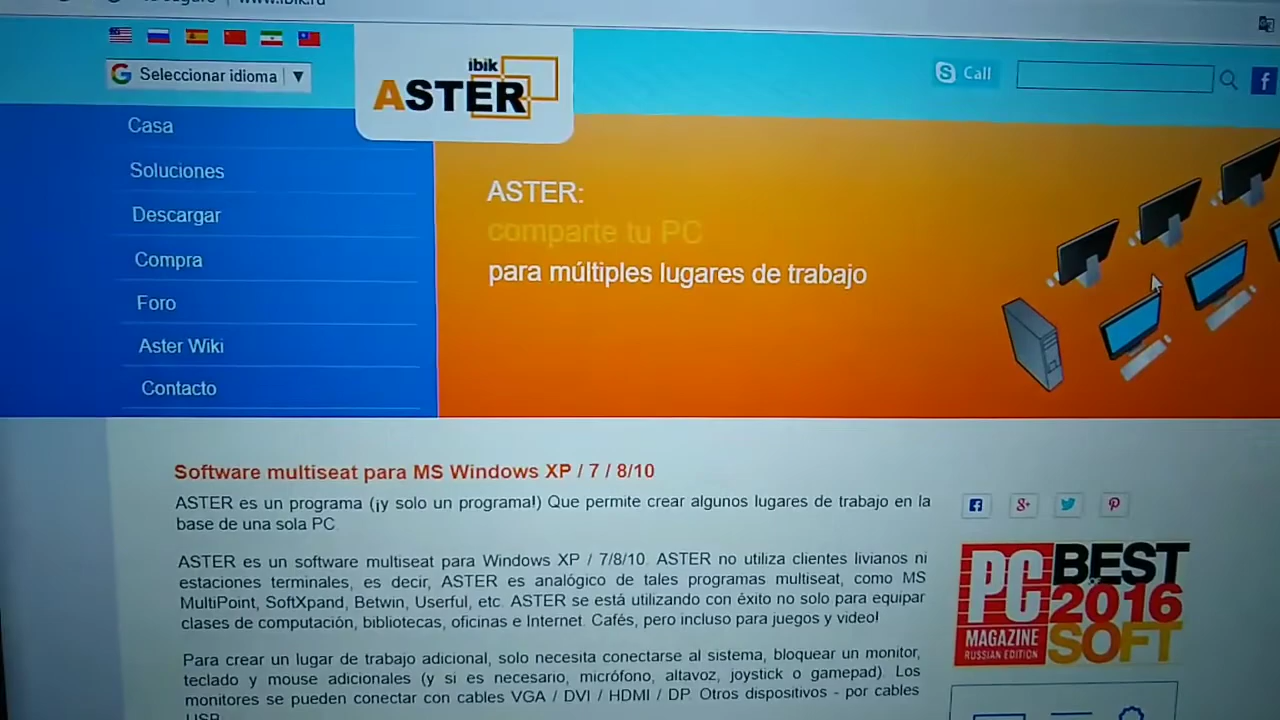 www.ibik.ru
Seleccionar idioma
ibik
ASTER
Call
Casa
Soluciones
Descargar
Compra
Foro
Aster Wiki
Contacto
ASTER:
comparte tu PC
para múltiples lugares de trabajo
Software multiseat para MS Windows XP / 7 / 8/10
ASTER es un programa (¡y solo un programa!) Que permite crear algunos lugares de trabajo en la
base de una sola PC.
ASTER es un software multiseat para Windows XP / 7/8/10. ASTER no utiliza clientes livianos ni
estaciones terminales, es decir, ASTER es analógico de tales programas multiseat, como MS
MultiPoint, SoftXpand, Betwin, Userful, etc. ASTER se está utilizando con éxito no solo para equipar
clases de computación, bibliotecas, oficinas e Internet. Cafés, pero incluso para juegos y video!
Para crear un lugar de trabajo adicional, solo necesita conectarse al sistema, bloquear un monitor,
teclado y mouse adicionales (y si es necesario, micrófono, altavoz, joystick o gamepad). Los
monitores se pueden conectar con cables VGA / DVI / HDMI / DP. Otros dispositivos - por cables
USB
PC
MAGAZINE
RUSSIAN EDITION
BEST
2016
SOFT